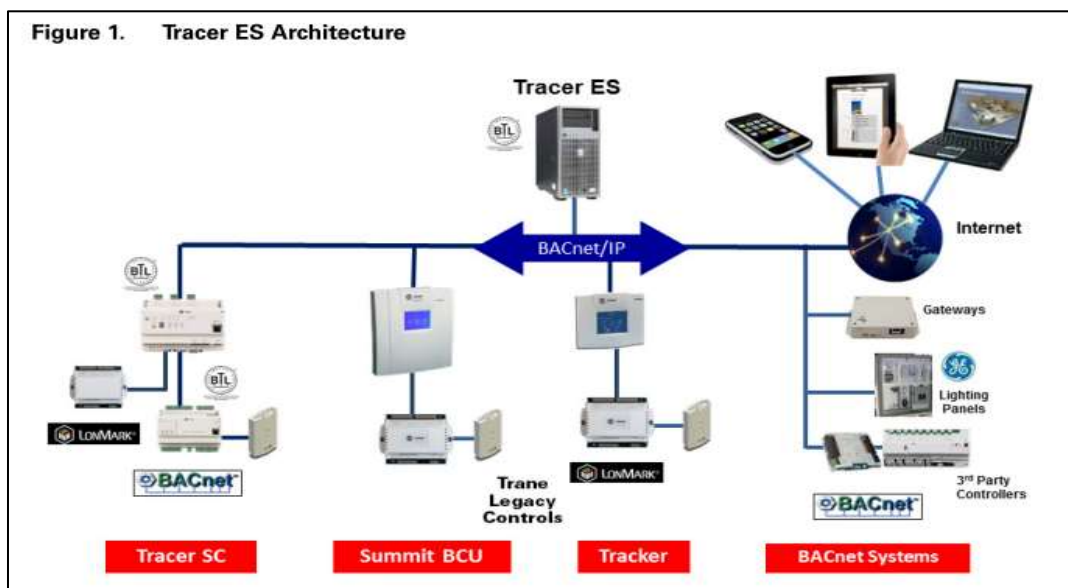 Figure 1. Tracer ES Architecture
Tracer ES
BTL
BACnet/IP
Internet
BTL
Gateways
BTL
Lighting
Panels
LONMARK
BACnet
Trane
Legacy
Controls
LONMARK
3rd Party
Controllers
BACnet
Tracer SC
Summit BCU
Tracker
BACnet Systems